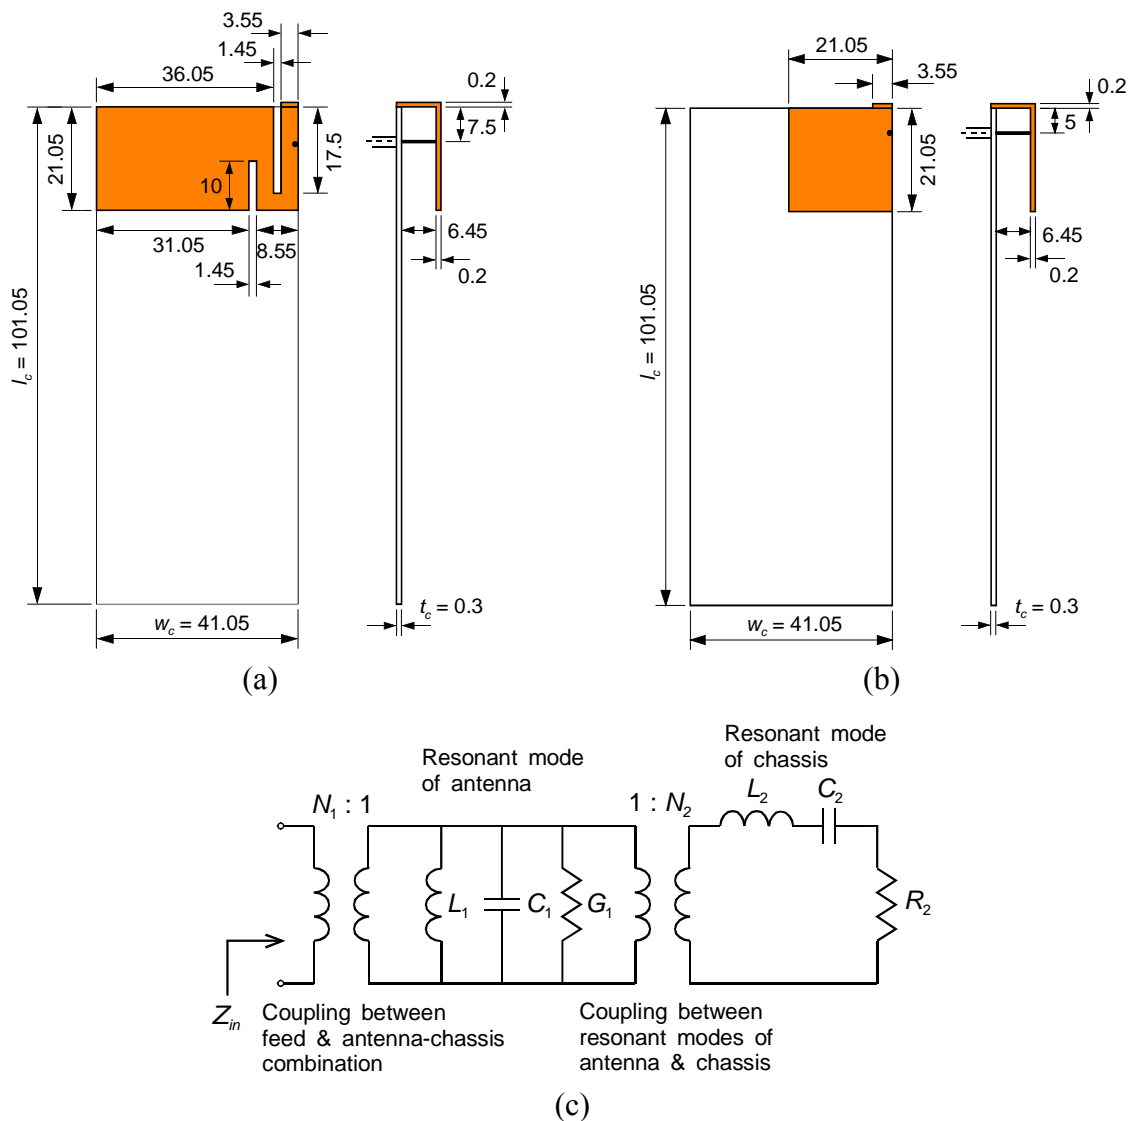 3.55
1.45
36.05
21.05
10
17.5
31.05
8.55
1.45
l_c = 101.05
w_c = 41.05
0.2
7.5
6.45
0.2
t_c = 0.3
(a)
21.05
3.55
21.05
l_c = 101.05
w_c = 41.05
0.2
5
6.45
0.2
t_c = 0.3
(b)
Resonant mode
of antenna
Resonant mode
of chassis
N₁ : 1
1 : N₂
L₂
C₂
L₁
C₁
G₁
R₂
Z_in
Coupling between
feed & antenna-chassis
combination
Coupling between
resonant modes of
antenna & chassis
(c)